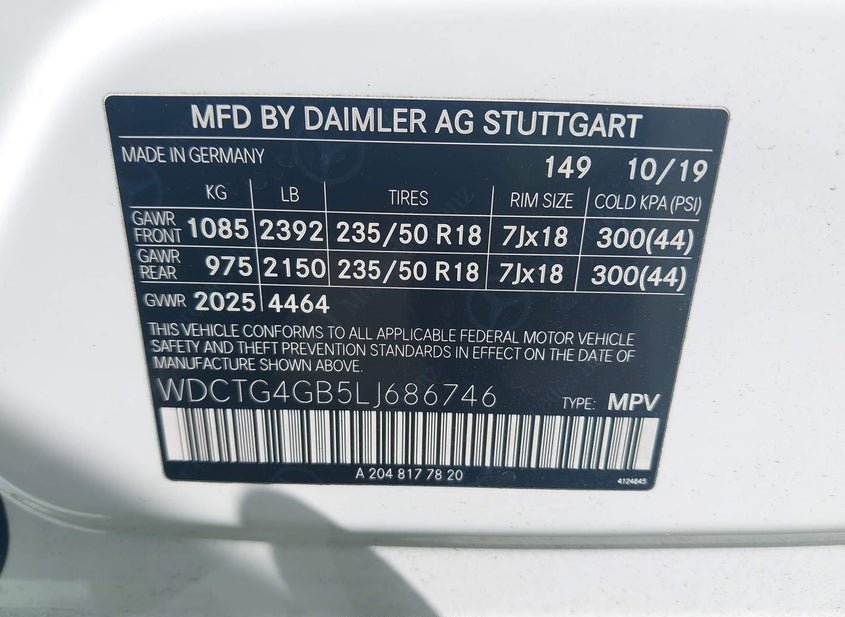 MFD BY DAIMLER AG STUTTGART
MADE IN GERMANY 149 10/19
KG LB TIRES RIM SIZE COLD KPA (PSI)
GAWR FRONT 1085 2392 235/50 R18 7Jx18 300(44)
GAWR REAR 975 2150 235/50 R18 7Jx18 300(44)
GVWR 2025 4464
THIS VEHICLE CONFORMS TO ALL APPLICABLE FEDERAL MOTOR VEHICLE
SAFETY AND THEFT PREVENTION STANDARDS IN EFFECT ON THE DATE OF
MANUFACTURE SHOWN ABOVE.
WDCTG4GB5LJ686746 TYPE: MPV
A 204 817 78 20
4124845